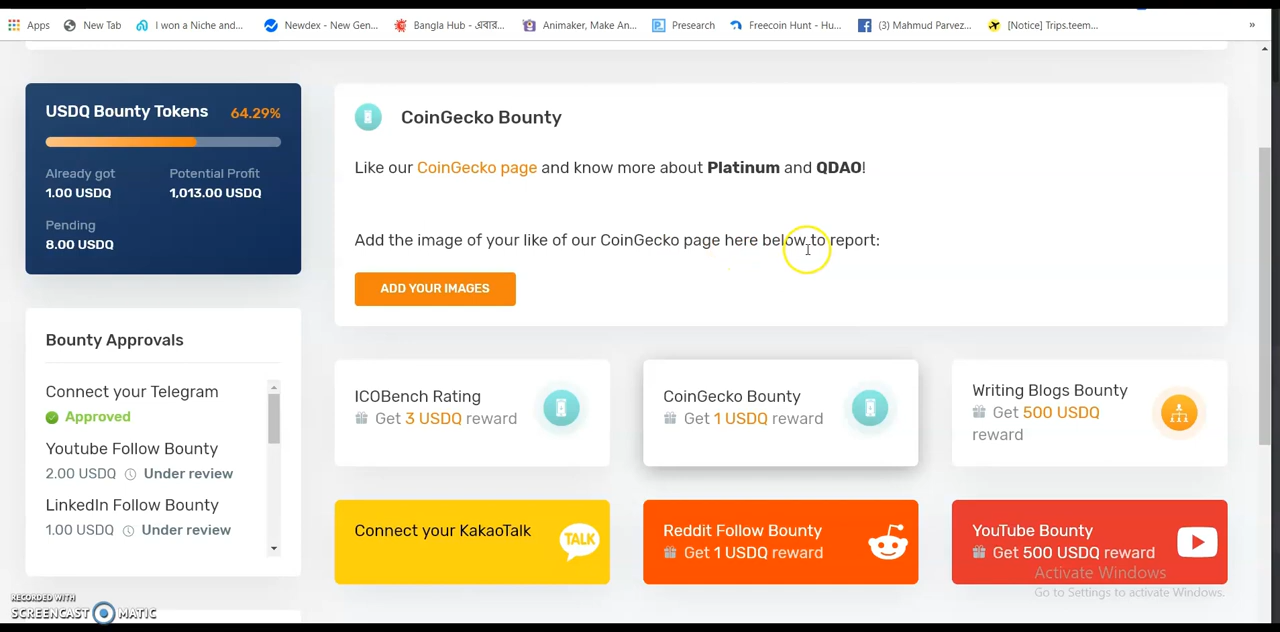 Apps
New Tab
I won a Niche and...
Newdex - New Gen...
Bangla Hub - এবার...
Animaker, Make An...
Presearch
Freecoin Hunt - Hu...
(3) Mahmud Parvez...
[Notice] Trips.teem...
»
USDQ Bounty Tokens 64.29%
Already got Potential Profit
1.00 USDQ 1,013.00 USDQ
Pending
8.00 USDQ
CoinGecko Bounty
Like our CoinGecko page and know more about Platinum and QDAO!
Add the image of your like of our CoinGecko page here below to report:
ADD YOUR IMAGES
Bounty Approvals
Connect your Telegram
Approved
Youtube Follow Bounty
2.00 USDQ Under review
LinkedIn Follow Bounty
1.00 USDQ Under review
ICOBench Rating
Get 3 USDQ reward
CoinGecko Bounty
Get 1 USDQ reward
Writing Blogs Bounty
Get 500 USDQ
reward
Connect your KakaoTalk
TALK
Reddit Follow Bounty
Get 1 USDQ reward
YouTube Bounty
Get 500 USDQ reward
Activate Windows
Go to Settings to activate Windows.
RECORDED WITH
SCREENCAST MATIC